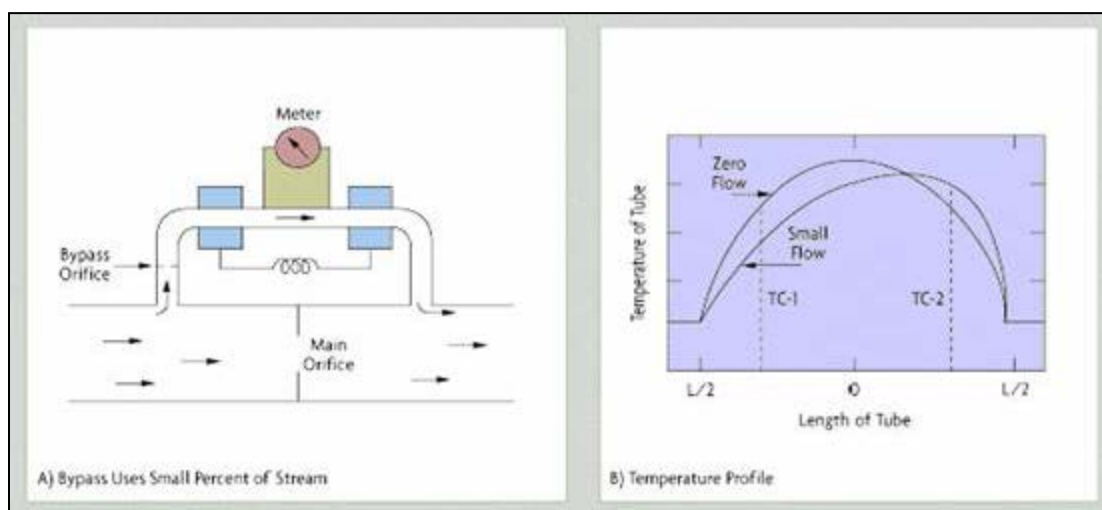 Meter
Bypass
Orifice
Main
Orifice
A) Bypass Uses Small Percent of Stream
Temperature of Tube
Zero
Flow
Small
Flow
TC-1
TC-2
L/2
0
L/2
Length of Tube
B) Temperature Profile